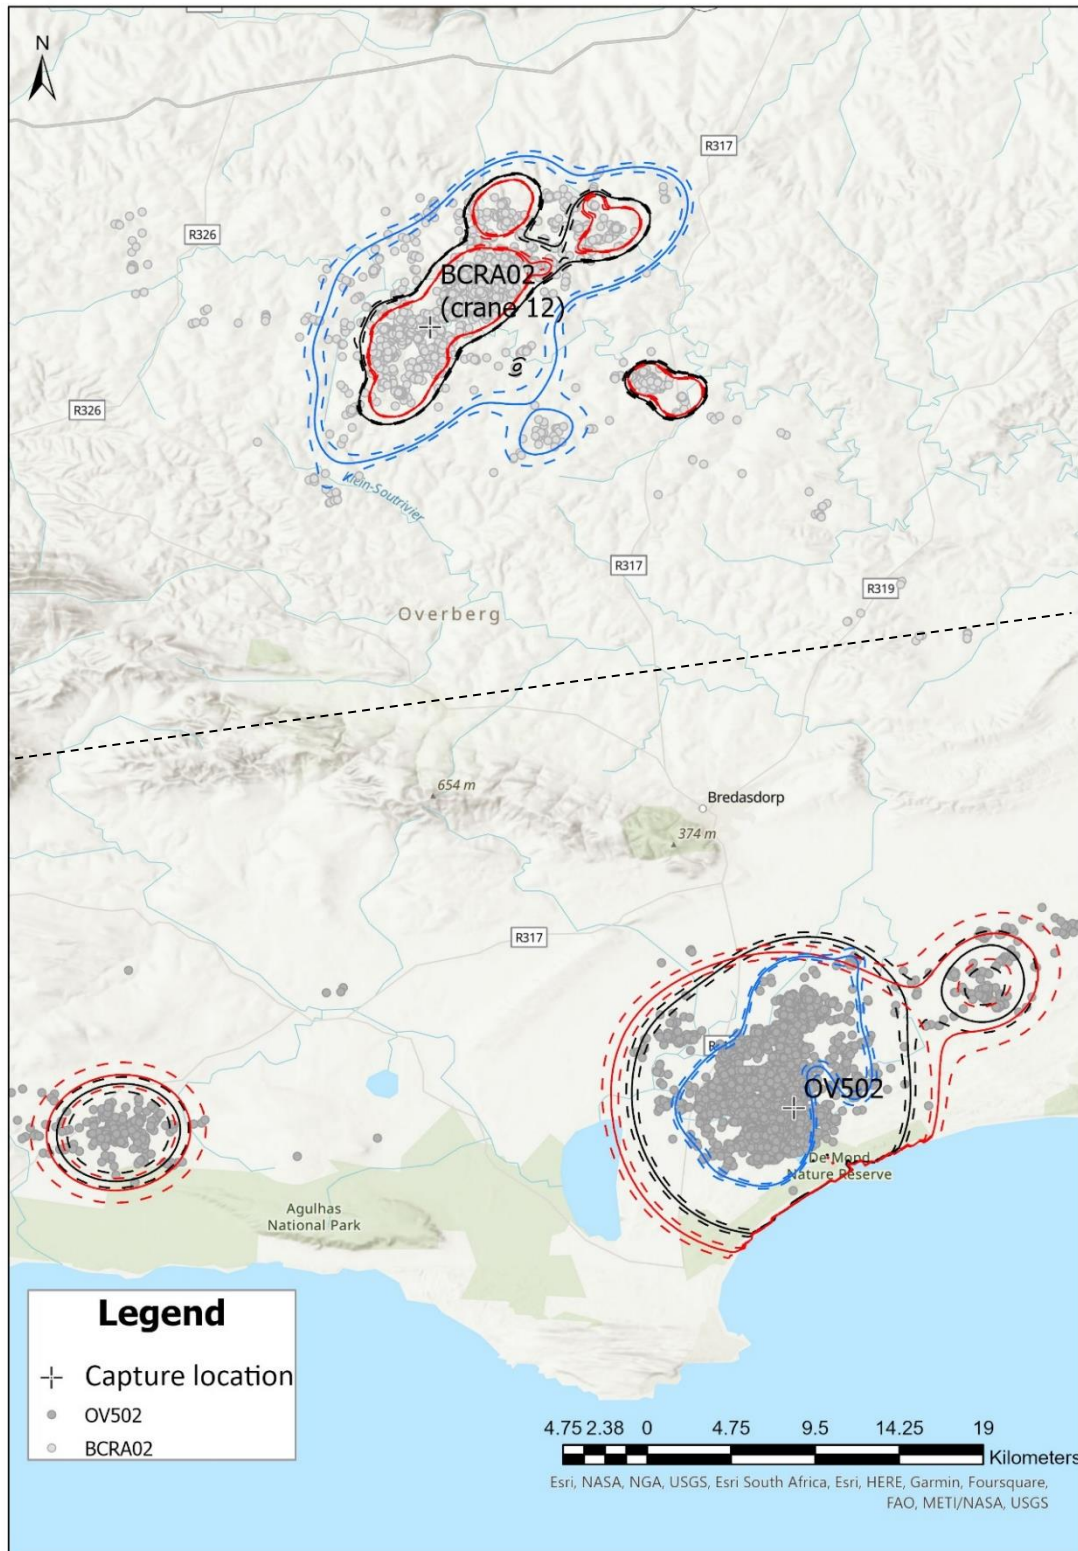 N
R317
R326
BCRA02
(crane 12)
R326
Klein-Soutrivier
R317
R319
Overberg
654 m
Bredasdorp
374 m
R317
OV502
De Mond
Nature Reserve
Agulhas
National Park
Legend
Capture location
OV502
BCRA02
4.75 2.38 0 4.75 9.5 14.25 19
Kilometers
Esri, NASA, NGA, USGS, Esri South Africa, Esri, HERE, Garmin, Foursquare,
FAO, METI/NASA, USGS